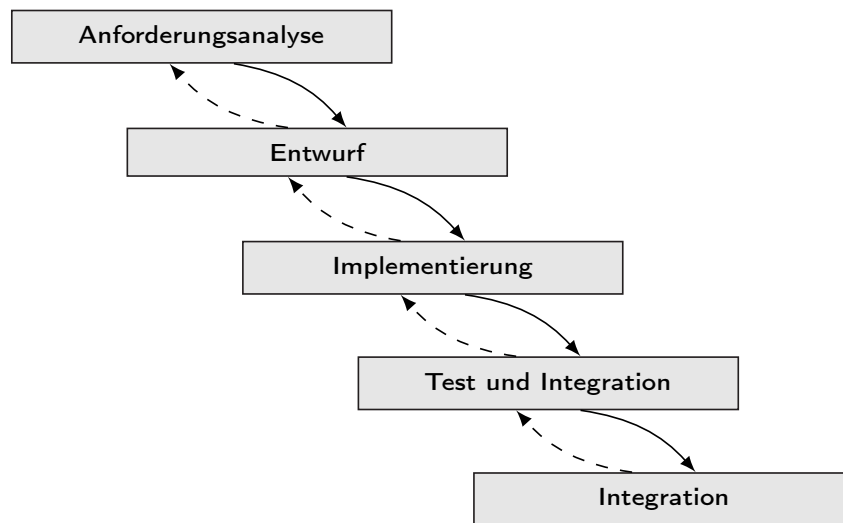 Anforderungsanalyse
Entwurf
Implementierung
Test und Integration
Integration